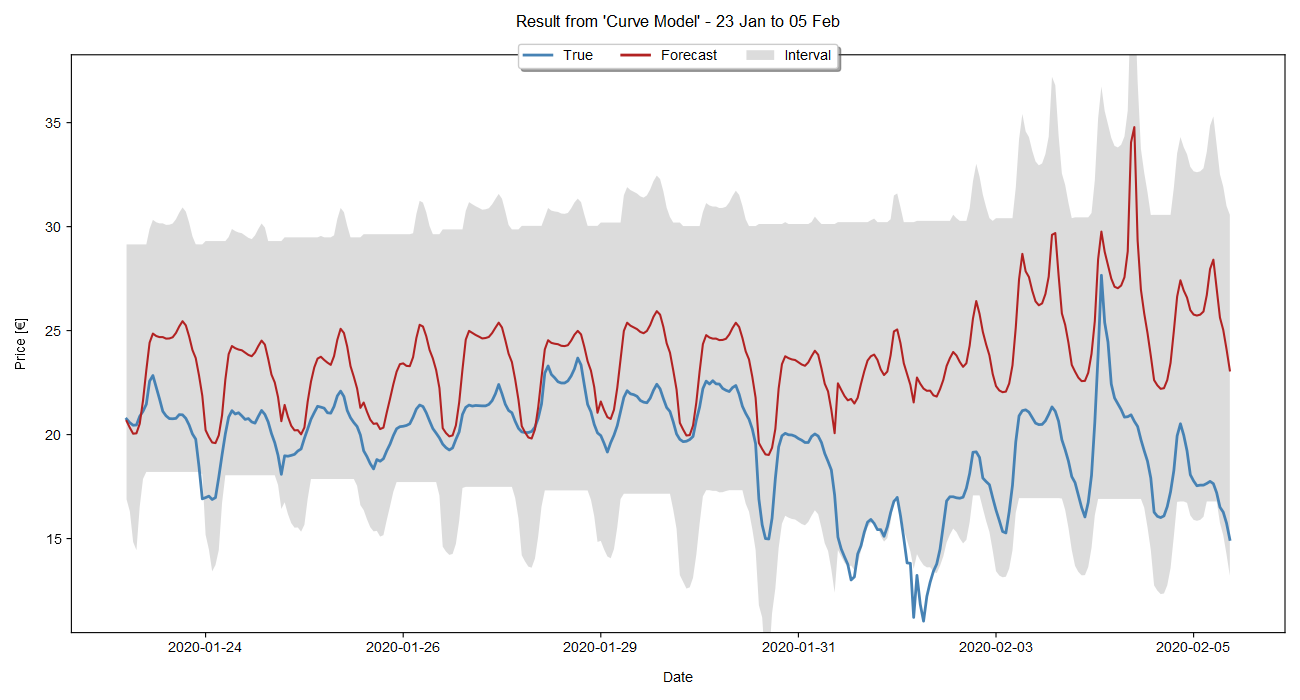 Result from 'Curve Model' - 23 Jan to 05 Feb
True Forecast Interval
35
30
25
20
15
Price [€]
2020-01-24 2020-01-26 2020-01-29 2020-01-31 2020-02-03 2020-02-05
Date